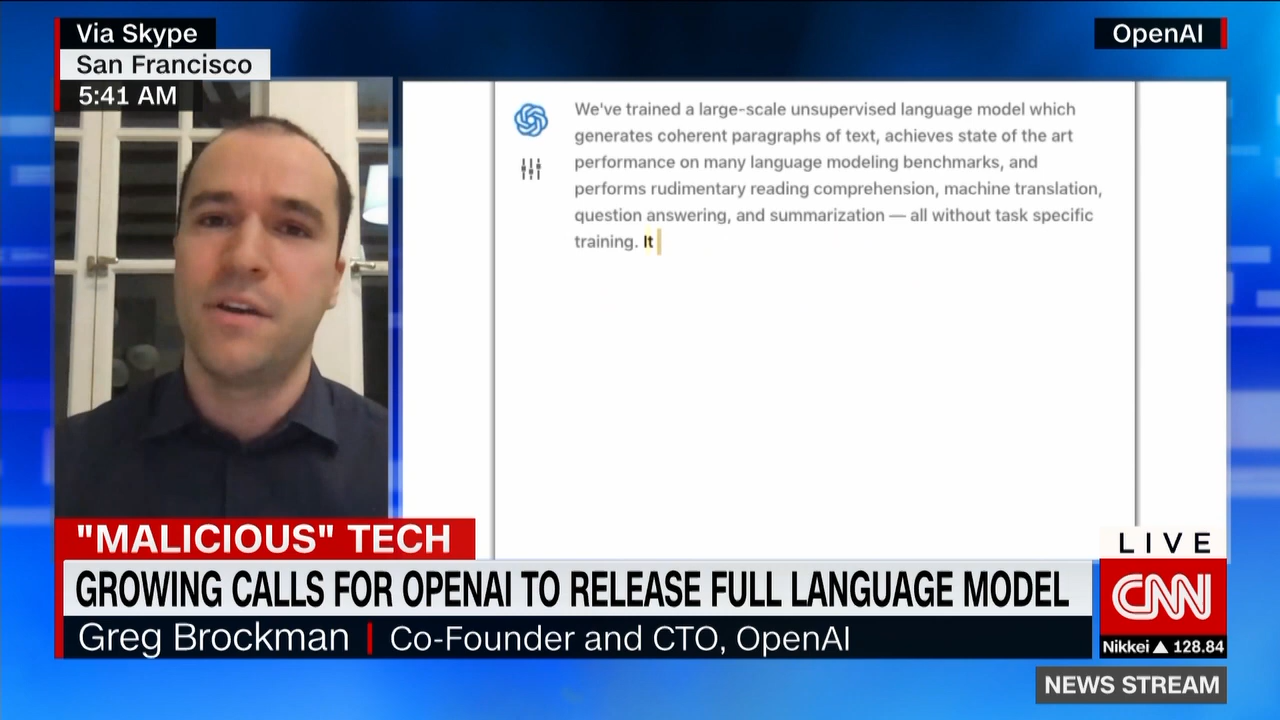 Via Skype
San Francisco
5:41 AM
OpenAI
We've trained a large-scale unsupervised language model which
generates coherent paragraphs of text, achieves state of the art
performance on many language modeling benchmarks, and
performs rudimentary reading comprehension, machine translation,
question answering, and summarization — all without task specific
training. It
"MALICIOUS" TECH
GROWING CALLS FOR OPENAI TO RELEASE FULL LANGUAGE MODEL
Greg Brockman | Co-Founder and CTO, OpenAI
LIVE
CNN
Nikkei ▲ 128.84
NEWS STREAM